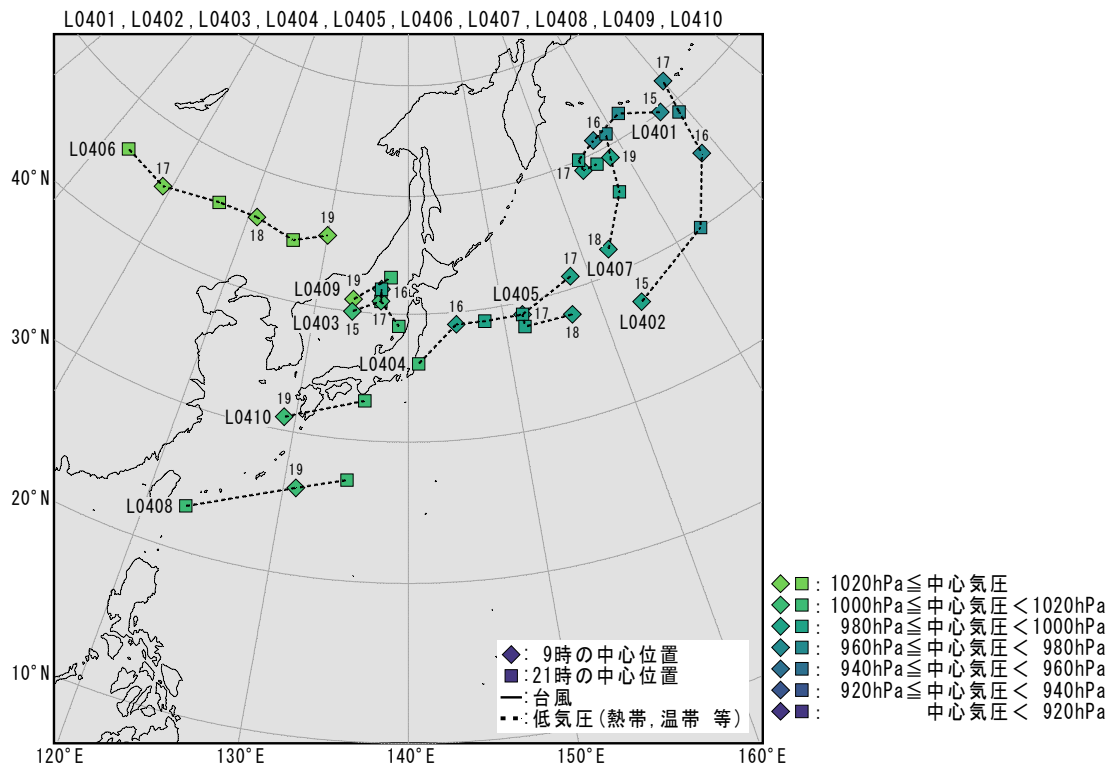 L0401,L0402,L0403,L0404,L0405,L0406,L0407,L0408,L0409,L0410
17
15
L0401
16
16
L0406
17
17
19
40°N
18
19
18
L0407
17
15
L0402
L0409
19
16
L0405
L0403
15
17
16
17
18
30°N
L0404
19
L0410
19
20°N
L0408
10°N
120°E
130°E
140°E
150°E
160°E
: 9時の中心位置
:21時の中心位置
:台風
:低気圧(熱帯,温帯 等)
: 1020hPa≦中心気圧
: 1000hPa≦中心気圧<1020hPa
: 980hPa≦中心気圧<1000hPa
: 960hPa≦中心気圧< 980hPa
: 940hPa≦中心気圧< 960hPa
: 920hPa≦中心気圧< 940hPa
: 中心気圧< 920hPa